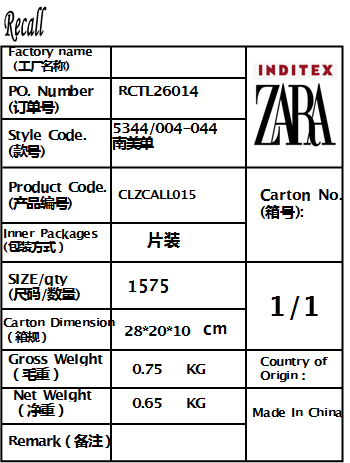 Recall
Factory name
(工厂名称)
PO. Number
(订单号)
RCTL26014
Style Code.
(款号)
5344/004-044
南美单
INDITEX
ZARA
Product Code.
(产品编号)
CLZCALL015
Carton No.
(箱号):
Inner Packages
(包装方式)
片装
SIZE/qty
(尺码/数量)
1575
1/1
Carton Dimension
(箱规)
28*20*10 cm
Gross Weight
(毛重)
0.75 KG
Country of
Origin:
Net Weight
(净重)
0.65 KG
Made In China
Remark(备注)